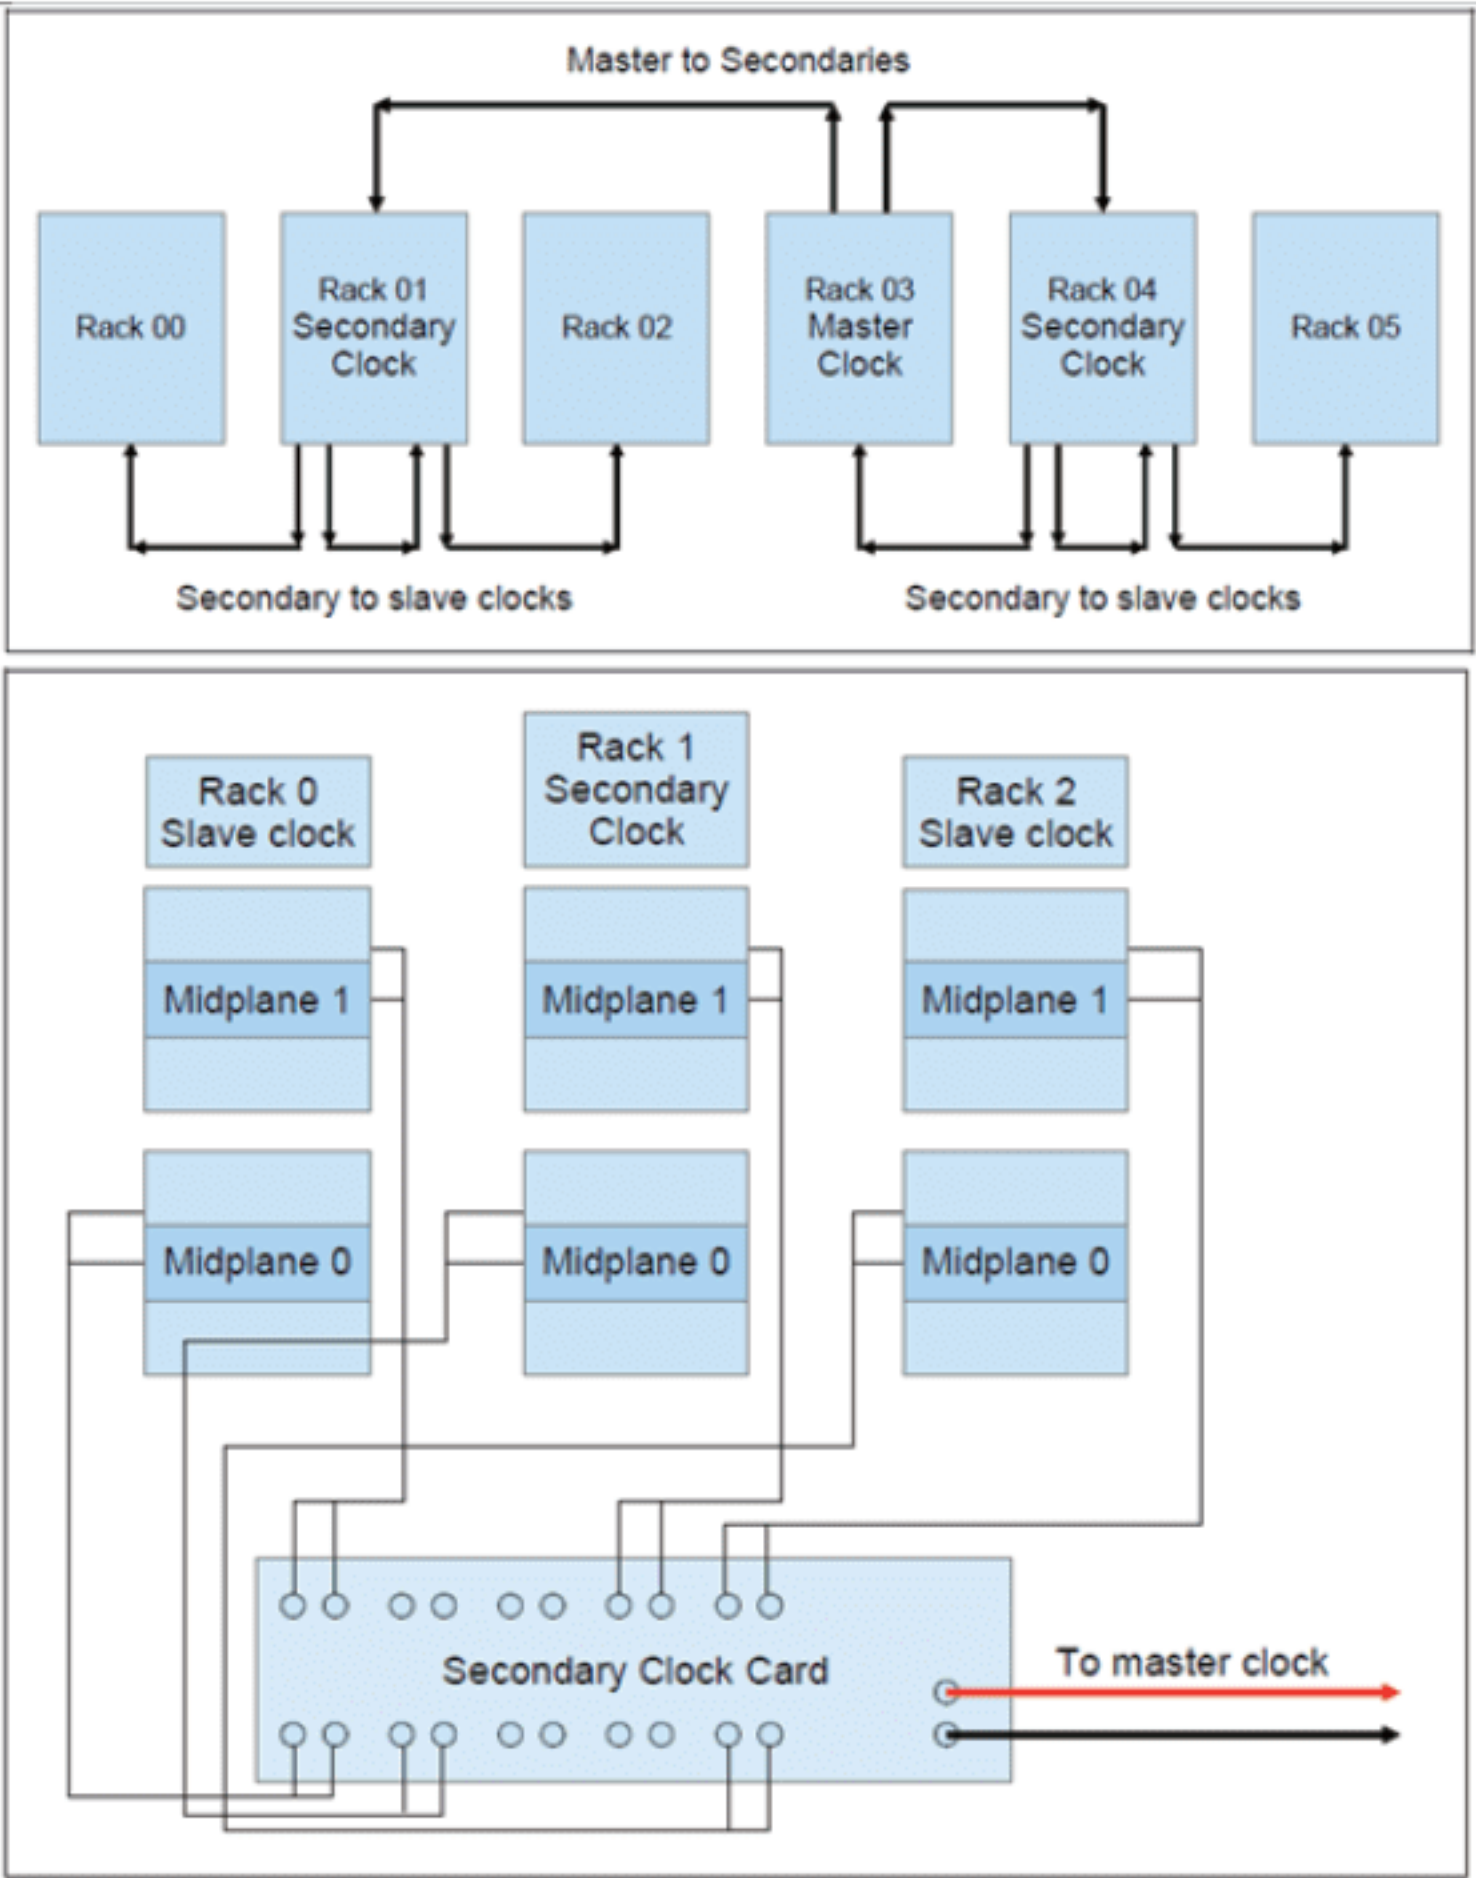 Master to Secondaries
Rack 00
Rack 01
Secondary
Clock
Rack 02
Rack 03
Master
Clock
Rack 04
Secondary
Clock
Rack 05
Secondary to slave clocks
Secondary to slave clocks
Rack 0
Slave clock
Rack 1
Secondary
Clock
Rack 2
Slave clock
Midplane 1
Midplane 1
Midplane 1
Midplane 0
Midplane 0
Midplane 0
Secondary Clock Card
To master clock